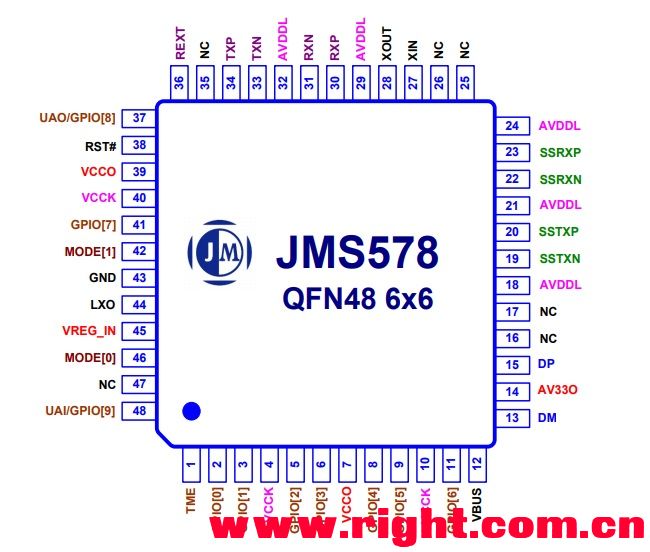 REXT NC TXP TXN AVDDL RXN RXP AVDDL XOUT XIN NC NC
36 35 34 33 32 31 30 29 28 27 26 25
UAO/GPIO[8] 37
RST# 38
VCCO 39
VCCK 40
GPIO[7] 41
MODE[1] 42
GND 43
LXO 44
VREG_IN 45
MODE[0] 46
NC 47
UAI/GPIO[9] 48
JM
JMS578
QFN48 6x6
24 AVDDL
23 SSRXP
22 SSRXN
21 AVDDL
20 SSTXP
19 SSTXN
18 AVDDL
17 NC
16 NC
15 DP
14 AV33O
13 DM
1 2 3 4 5 6 7 8 9 10 11 12
TME GPIO[0] GPIO[1] VCCK GPIO[2] GPIO[3] VCCO GPIO[4] GPIO[5] VCCK GPIO[6] VBUS
www.right.com.cn